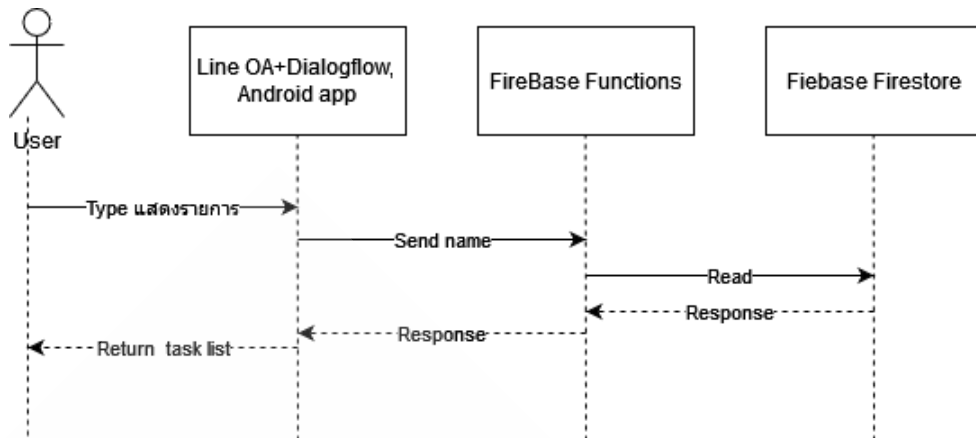 Line OA+Dialogflow,
Android app
FireBase Functions
Fiebase Firestore
User
Type แสดงรายการ
Send name
Read
Response
Response
Return task list